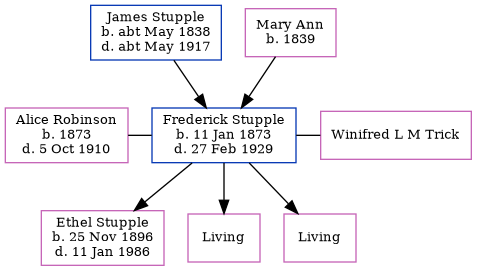 James Stupple
b. abt May 1838
d. abt May 1917
Mary Ann
b. 1839
Alice Robinson
b. 1873
d. 5 Oct 1910
Frederick Stupple
b. 11 Jan 1873
d. 27 Feb 1929
Winifred L M Trick
Ethel Stupple
b. 25 Nov 1896
d. 11 Jan 1986
Living
Living